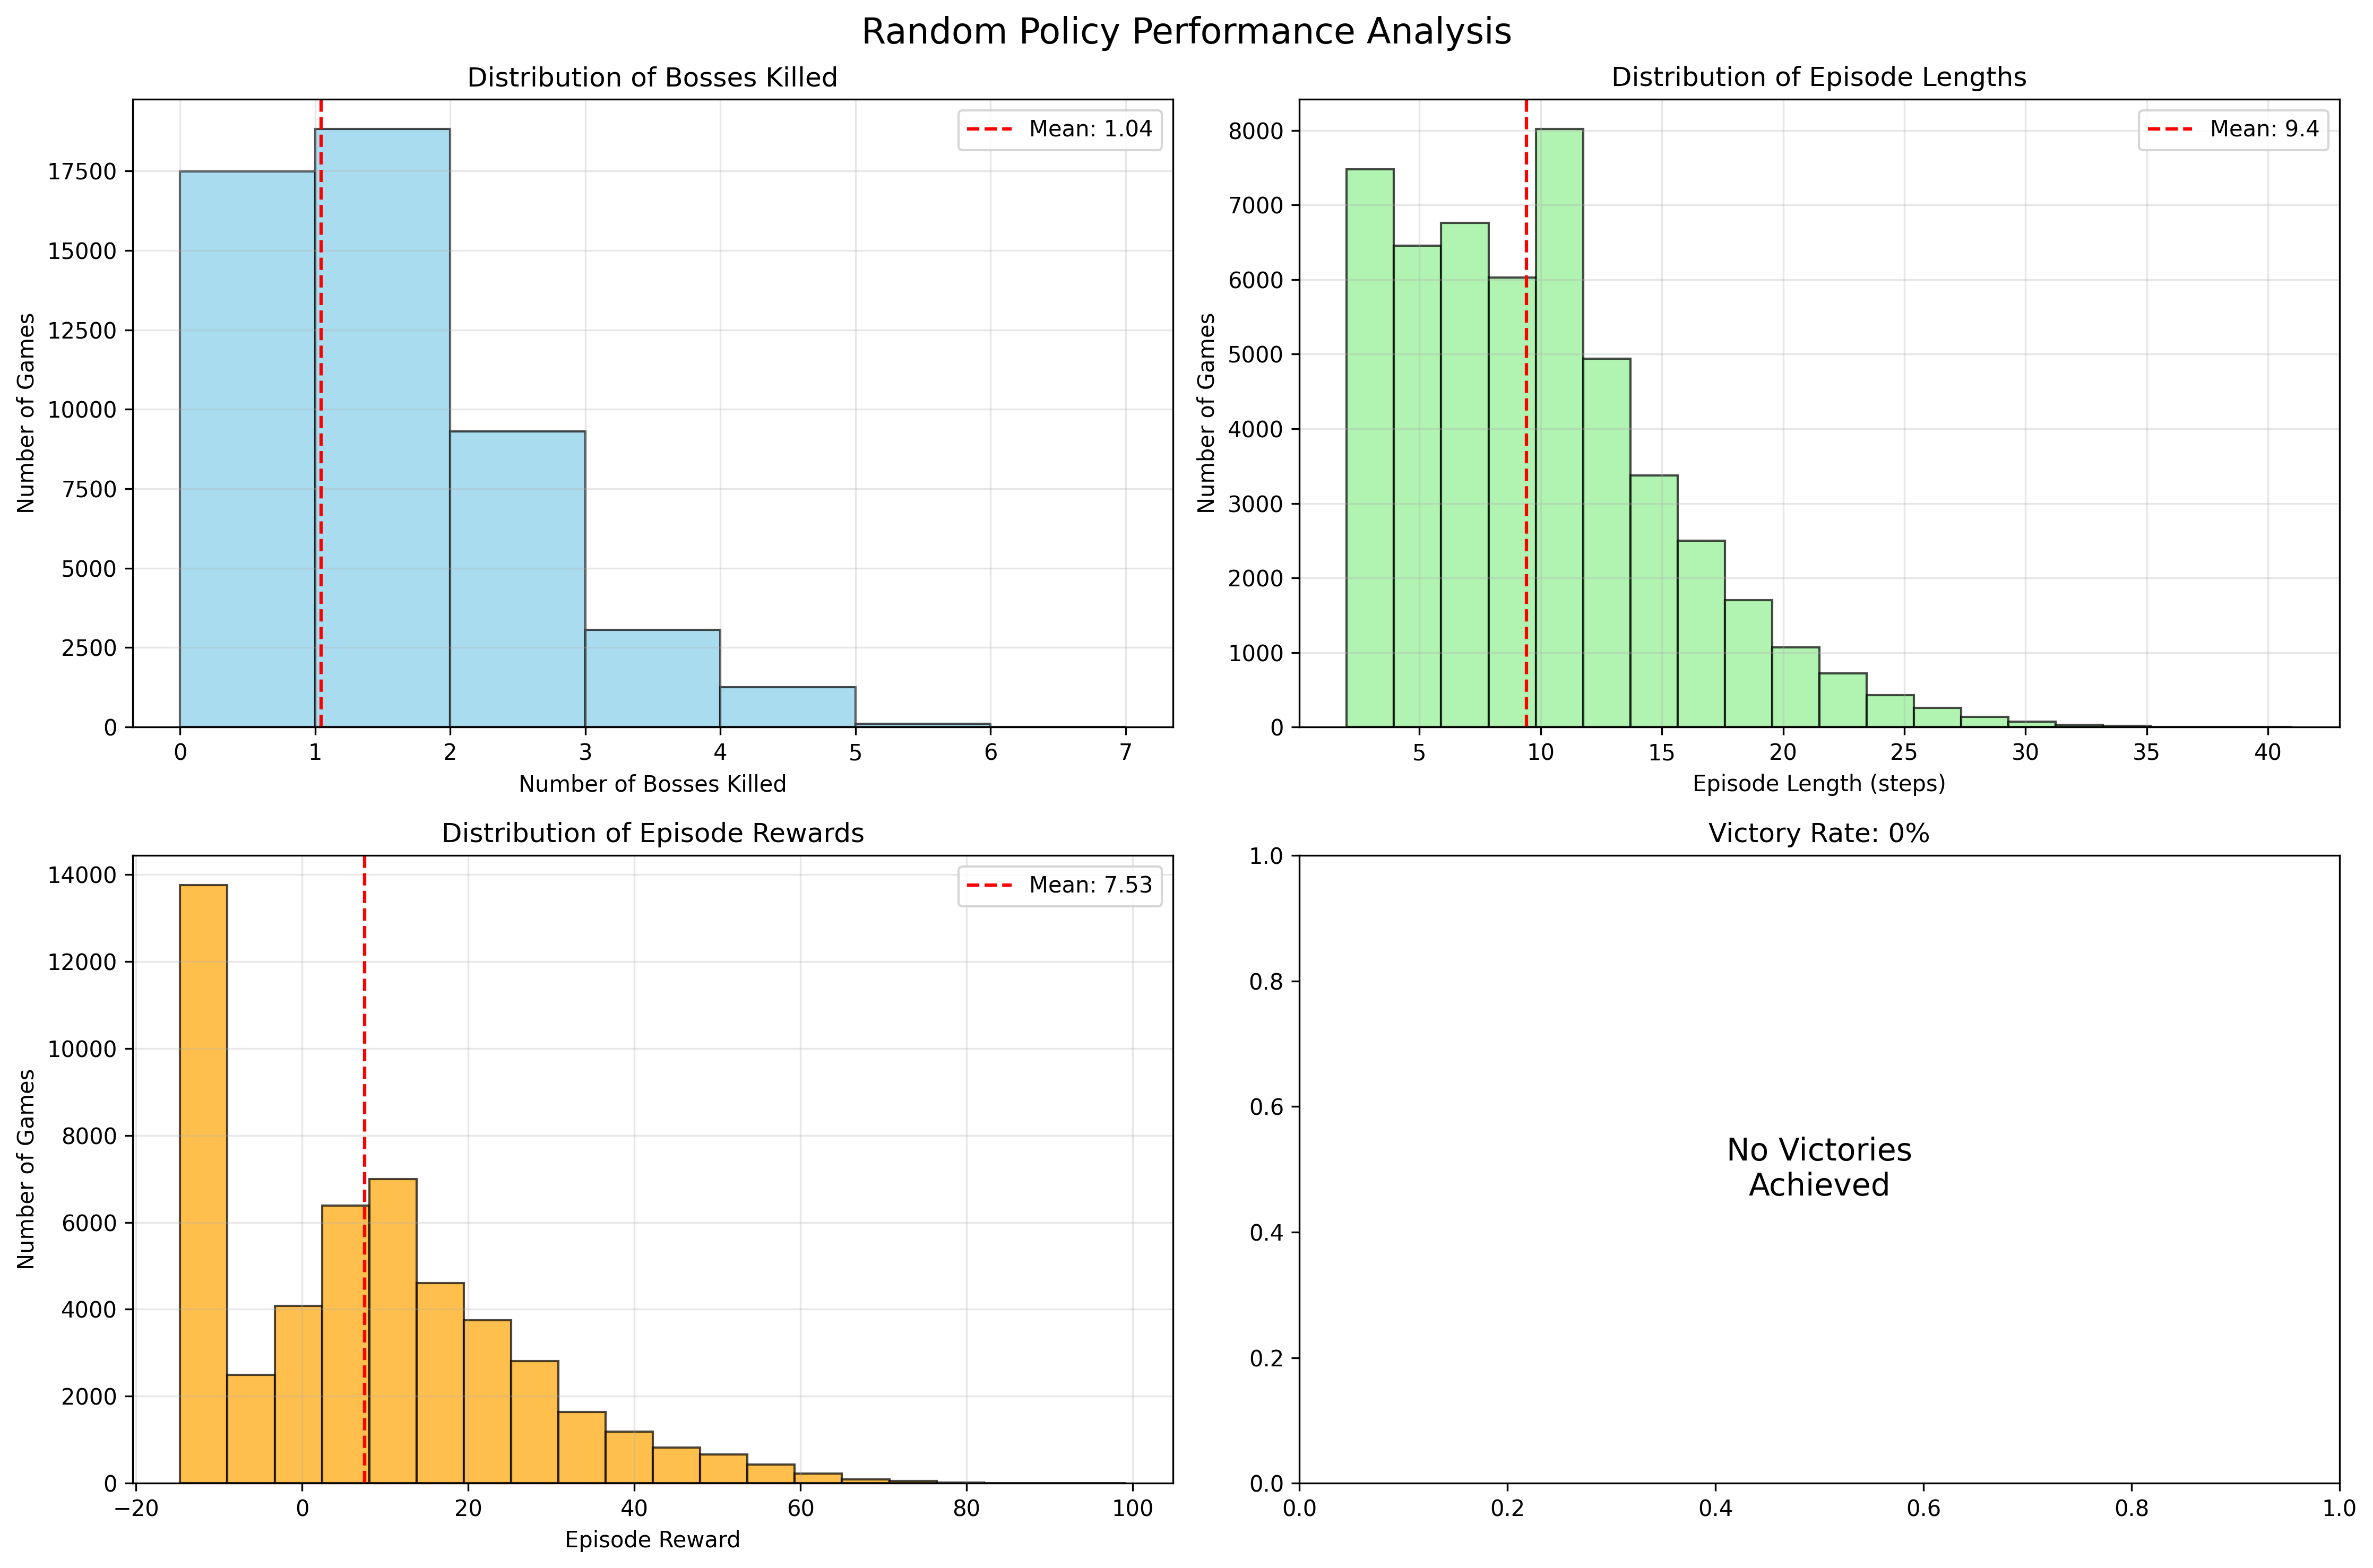 Random Policy Performance Analysis
Distribution of Bosses Killed
Mean: 1.04
17500
15000
12500
10000
7500
5000
2500
0
Number of Games
0 1 2 3 4 5 6 7
Number of Bosses Killed
Distribution of Episode Lengths
Mean: 9.4
8000
7000
6000
5000
4000
3000
2000
1000
0
Number of Games
5 10 15 20 25 30 35 40
Episode Length (steps)
Distribution of Episode Rewards
Mean: 7.53
14000
12000
10000
8000
6000
4000
2000
0
Number of Games
−20 0 20 40 60 80 100
Episode Reward
Victory Rate: 0%
1.0
0.8
0.6
0.4
0.2
0.0
No Victories
Achieved
0.0 0.2 0.4 0.6 0.8 1.0